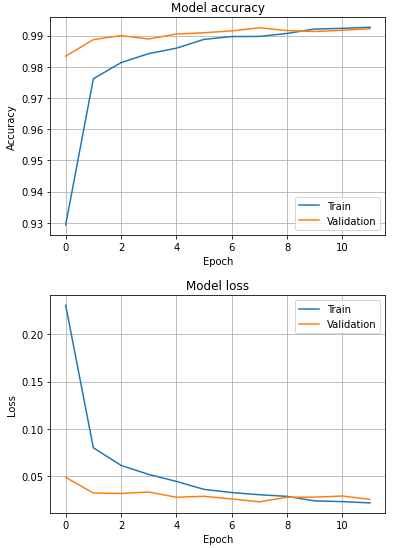 Model accuracy
0.99
0.98
0.97
0.96
0.95
0.94
0.93
Accuracy
Train
Validation
0 2 4 6 8 10
Epoch
Model loss
Train
Validation
0.20
0.15
0.10
0.05
Loss
0 2 4 6 8 10
Epoch